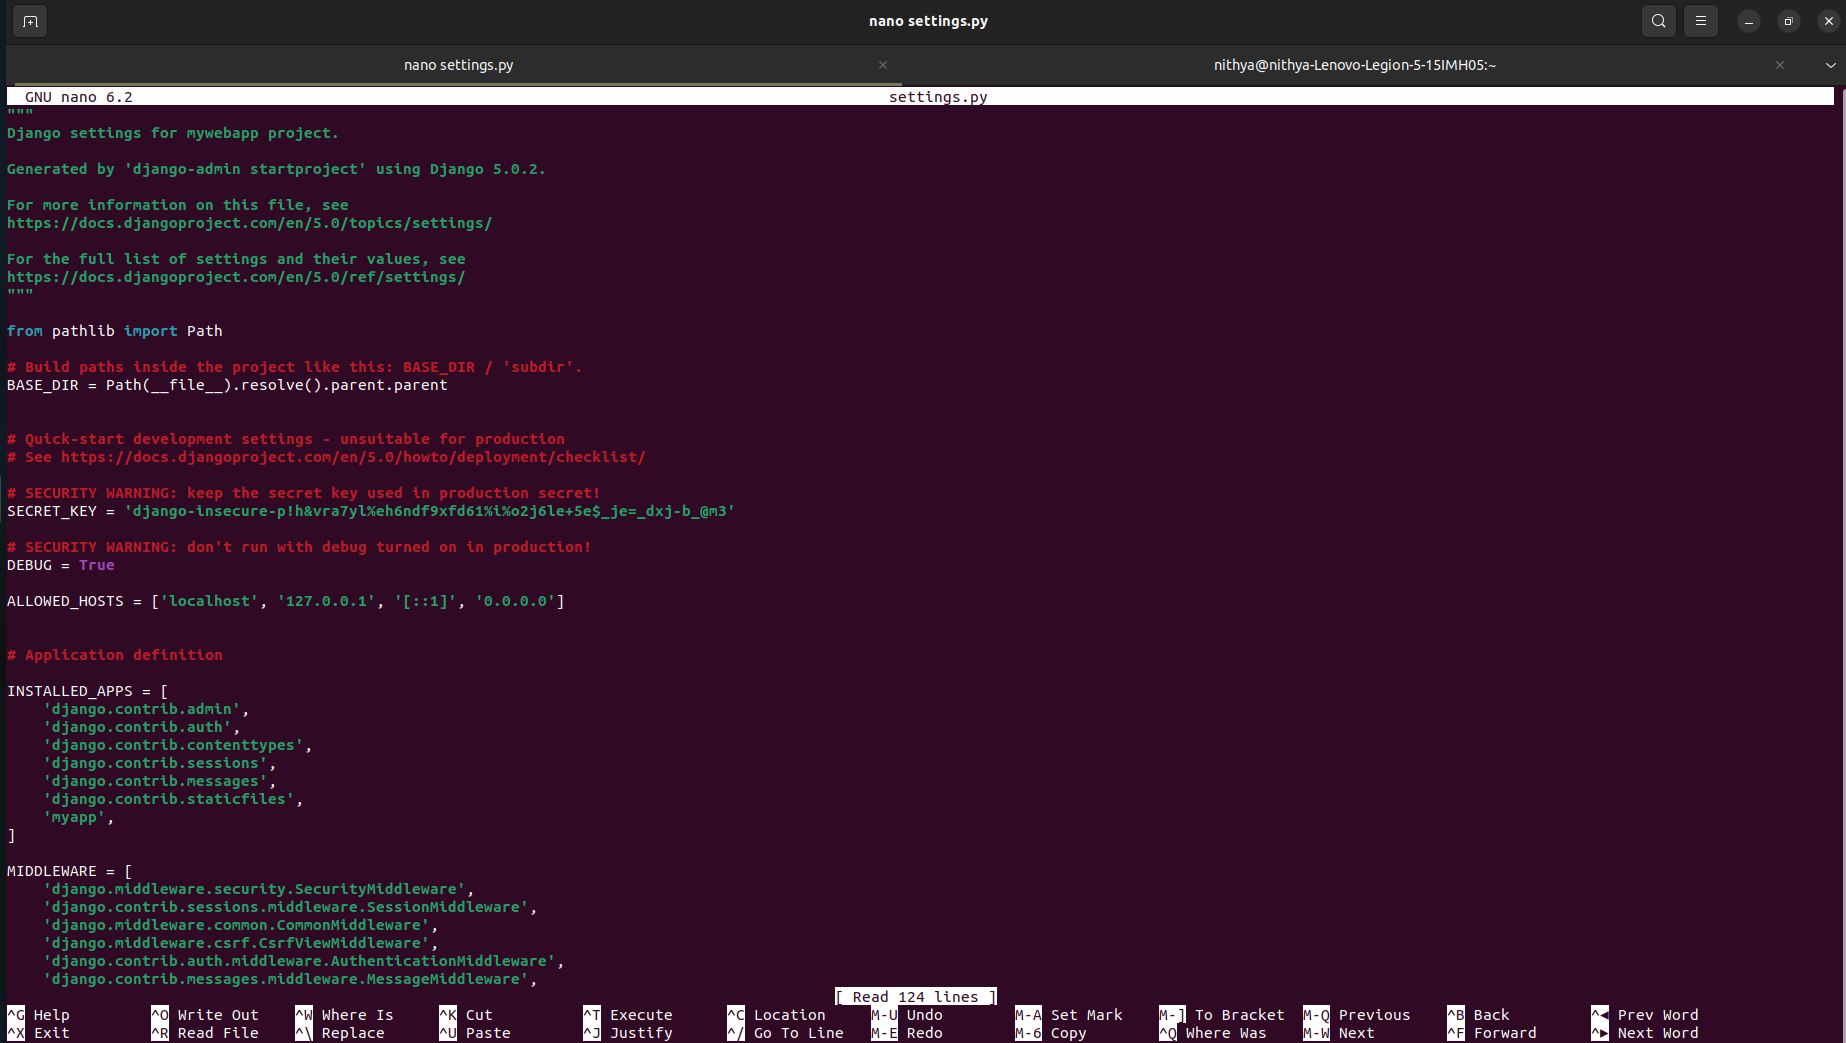 nano settings.py
nano settings.py
nithya@nithya-Lenovo-Legion-5-15IMH05:~
GNU nano 6.2 settings.py
"""
Django settings for mywebapp project.
Generated by 'django-admin startproject' using Django 5.0.2.
For more information on this file, see
https://docs.djangoproject.com/en/5.0/topics/settings/
For the full list of settings and their values, see
https://docs.djangoproject.com/en/5.0/ref/settings/
"""
from pathlib import Path
# Build paths inside the project like this: BASE_DIR / 'subdir'.
BASE_DIR = Path(__file__).resolve().parent.parent
# Quick-start development settings - unsuitable for production
# See https://docs.djangoproject.com/en/5.0/howto/deployment/checklist/
# SECURITY WARNING: keep the secret key used in production secret!
SECRET_KEY = 'django-insecure-p!h&vra7yl%eh6ndf9xfd61%i%o2j6le+5e$_je=_dxj-b_@m3'
# SECURITY WARNING: don't run with debug turned on in production!
DEBUG = True
ALLOWED_HOSTS = ['localhost', '127.0.0.1', '[::1]', '0.0.0.0']
# Application definition
INSTALLED_APPS = [
    'django.contrib.admin',
    'django.contrib.auth',
    'django.contrib.contenttypes',
    'django.contrib.sessions',
    'django.contrib.messages',
    'django.contrib.staticfiles',
    'myapp',
]
MIDDLEWARE = [
    'django.middleware.security.SecurityMiddleware',
    'django.contrib.sessions.middleware.SessionMiddleware',
    'django.middleware.common.CommonMiddleware',
    'django.middleware.csrf.CsrfViewMiddleware',
    'django.contrib.auth.middleware.AuthenticationMiddleware',
    'django.contrib.messages.middleware.MessageMiddleware',
[ Read 124 lines ]
^G Help ^O Write Out ^W Where Is ^K Cut ^T Execute ^C Location M-U Undo M-A Set Mark M-] To Bracket M-Q Previous ^B Back ^◀ Prev Word
^X Exit ^R Read File ^\ Replace ^U Paste ^J Justify ^/ Go To Line M-E Redo M-6 Copy ^Q Where Was M-W Next ^F Forward ^▶ Next Word